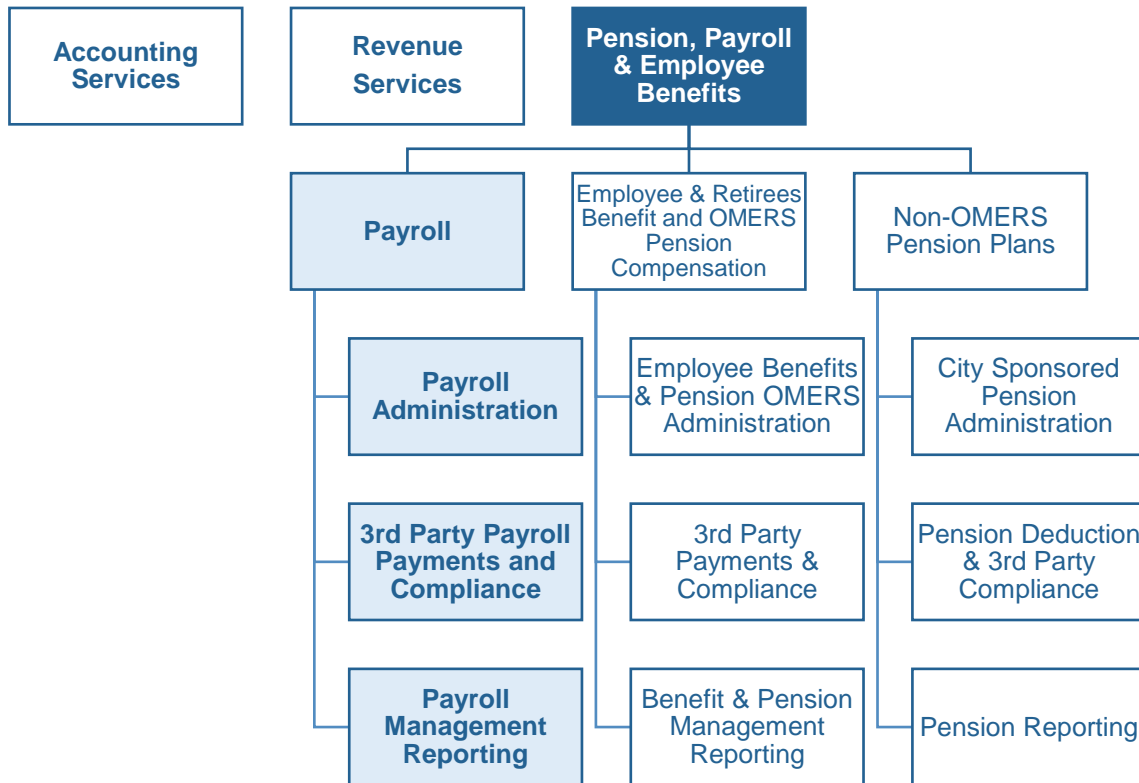 Accounting
Services
Revenue
Services
Pension, Payroll
& Employee
Benefits
Payroll
Employee & Retirees
Benefit and OMERS
Pension
Compensation
Non-OMERS
Pension Plans
Payroll
Administration
Employee Benefits
& Pension OMERS
Administration
City Sponsored
Pension
Administration
3rd Party Payroll
Payments and
Compliance
3rd Party
Payments &
Compliance
Pension Deduction
& 3rd Party
Compliance
Payroll
Management
Reporting
Benefit & Pension
Management
Reporting
Pension Reporting